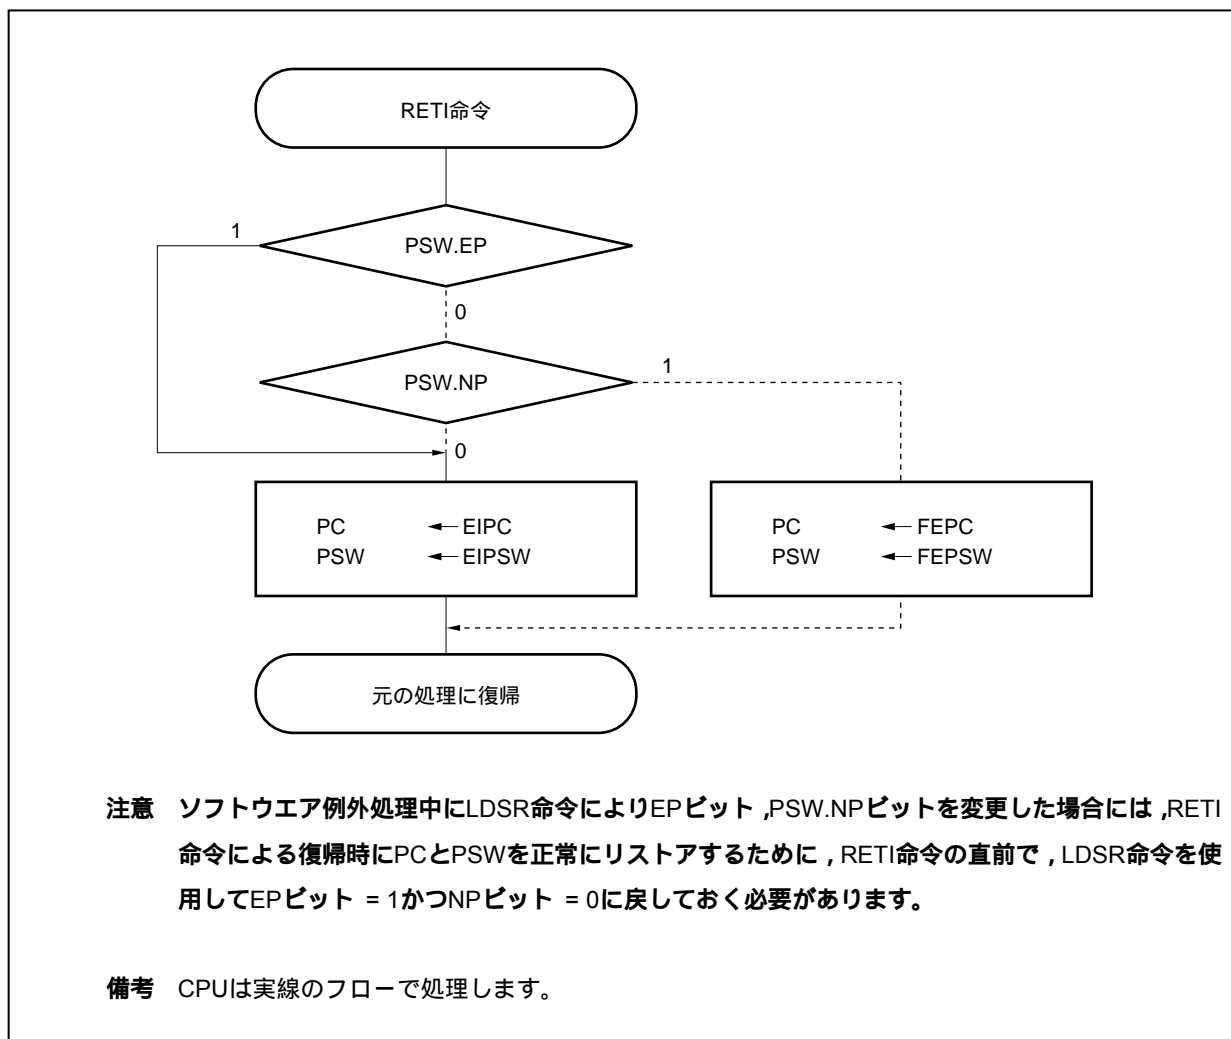 RETI命令
1
PSW.EP
0
PSW.NP
1
0
PC ← EIPC
PSW ← EIPSW
PC ← FEPC
PSW ← FEPSW
元の処理に復帰
注意 ソフトウエア例外処理中にLDSR命令によりEPビット,PSW.NPビットを変更した場合には,RETI
命令による復帰時にPCとPSWを正常にリストアするために,RETI命令の直前で,LDSR命令を使
用してEPビット = 1かつNPビット = 0に戻しておく必要があります。
備考 CPUは実線のフローで処理します。